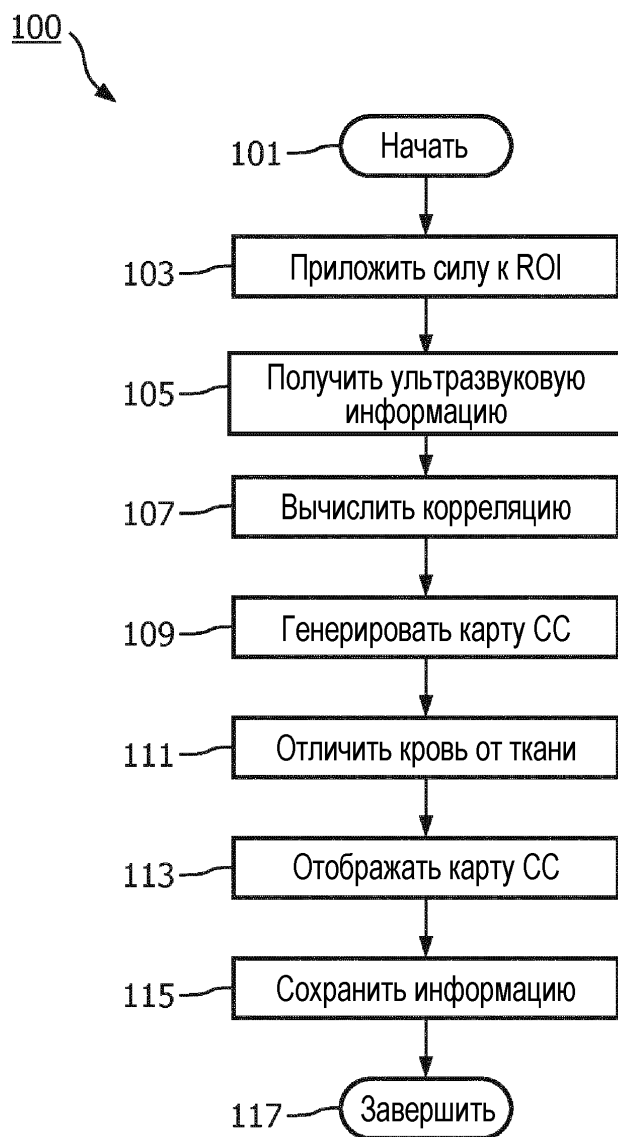 100
101
Начать
103
Приложить силу к ROI
105
Получить ультразвуковую
информацию
107
Вычислить корреляцию
109
Генерировать карту CC
111
Отличить кровь от ткани
113
Отображать карту CC
115
Сохранить информацию
117
Завершить